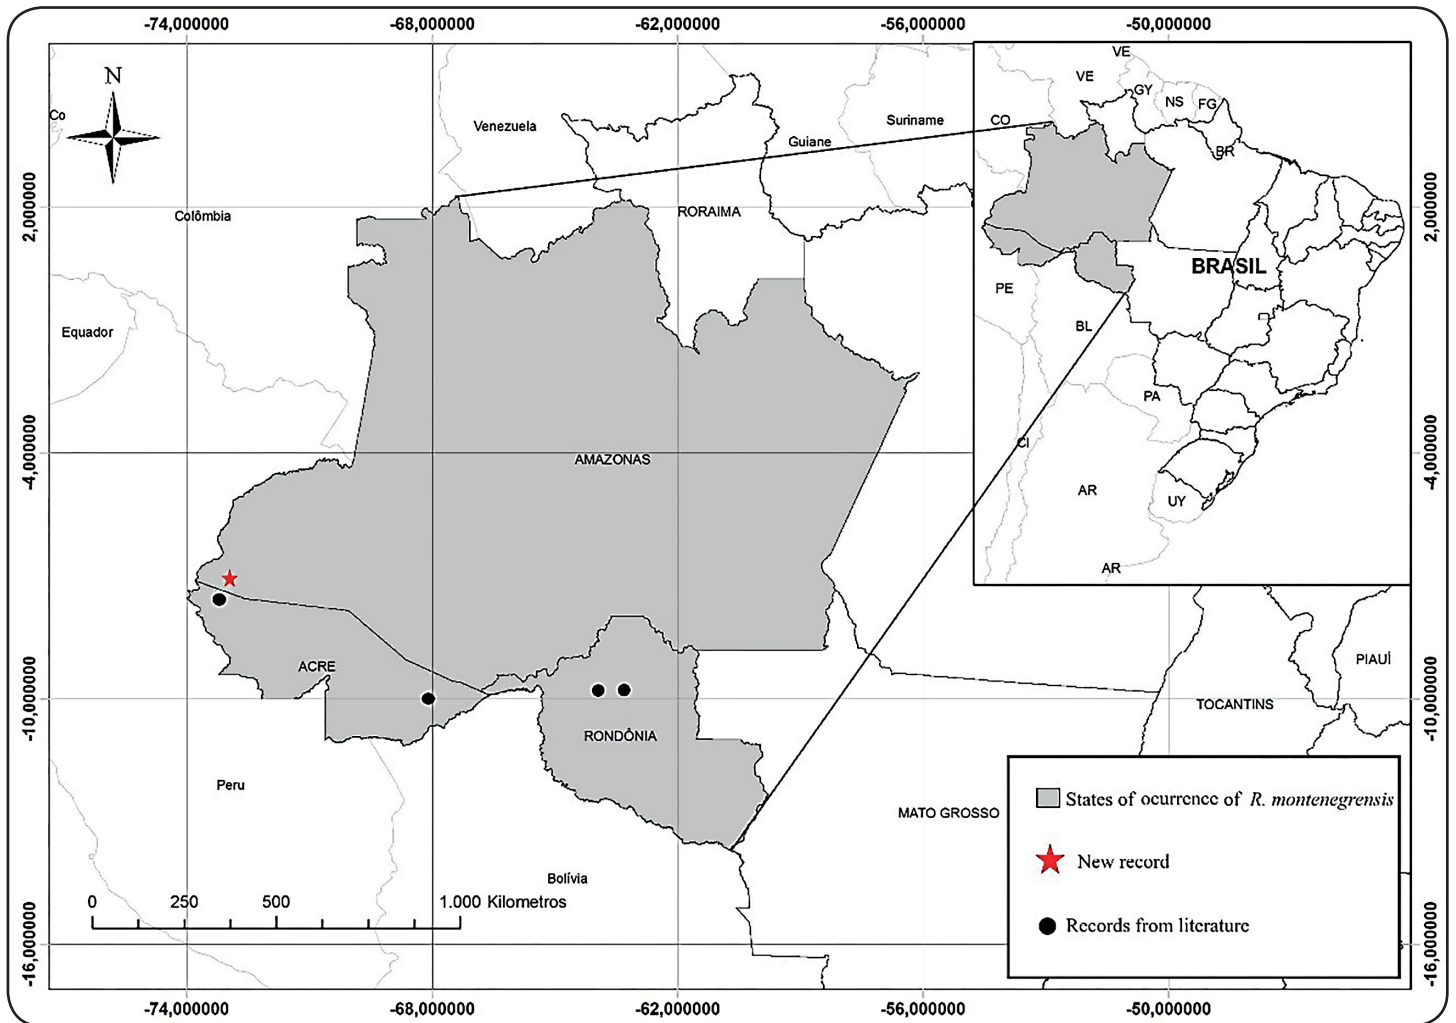 -74,000000
-68,000000
-62,000000
-56,000000
-50,000000
N
Co
Venezuela
Guiane
Suriname
Colômbia
RORAIMA
Equador
AMAZONAS
ACRE
RONDÔNIA
Peru
Bolívia
MATO GROSSO
TOCANTINS
PIAUÍ
VE
VE
GY
NS
FG
CO
BR
BRASIL
PE
BL
PA
CI
AR
UY
AR
2,000000
-4,000000
-10,000000
-16,000000
2,000000
-4,000000
-10,000000
-16,000000
0 250 500 1.000 Kilometros
States of ocurrence of R. montenegrensis
New record
Records from literature
-74,000000
-68,000000
-62,000000
-56,000000
-50,000000